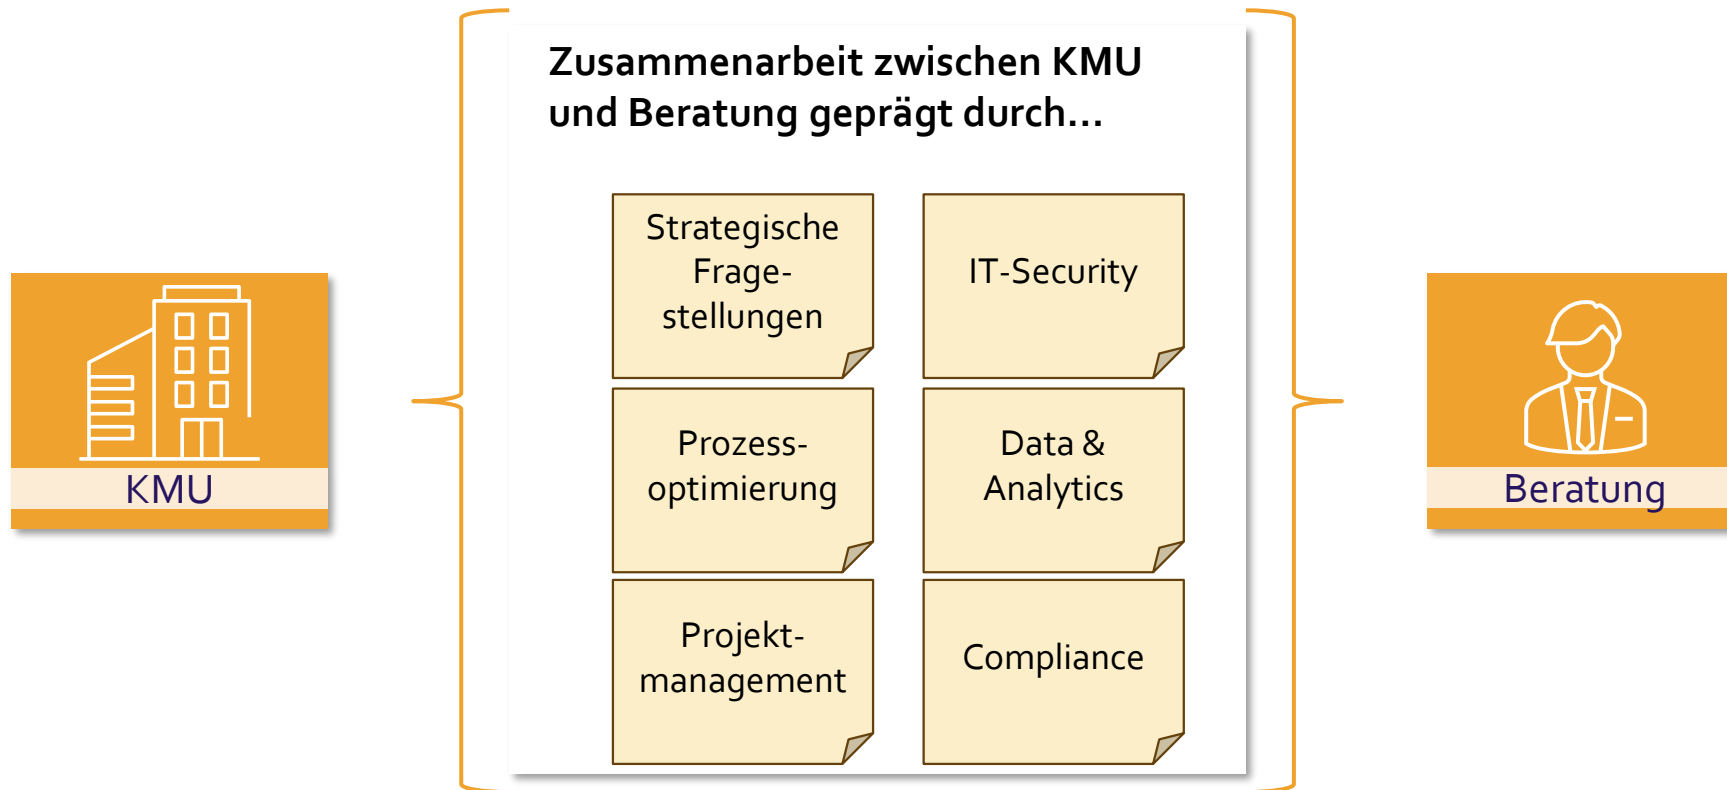 Zusammenarbeit zwischen KMU
und Beratung geprägt durch...
Strategische
Frage-
stellungen
IT-Security
Prozess-
optimierung
Data &
Analytics
Projekt-
management
Compliance
KMU
Beratung